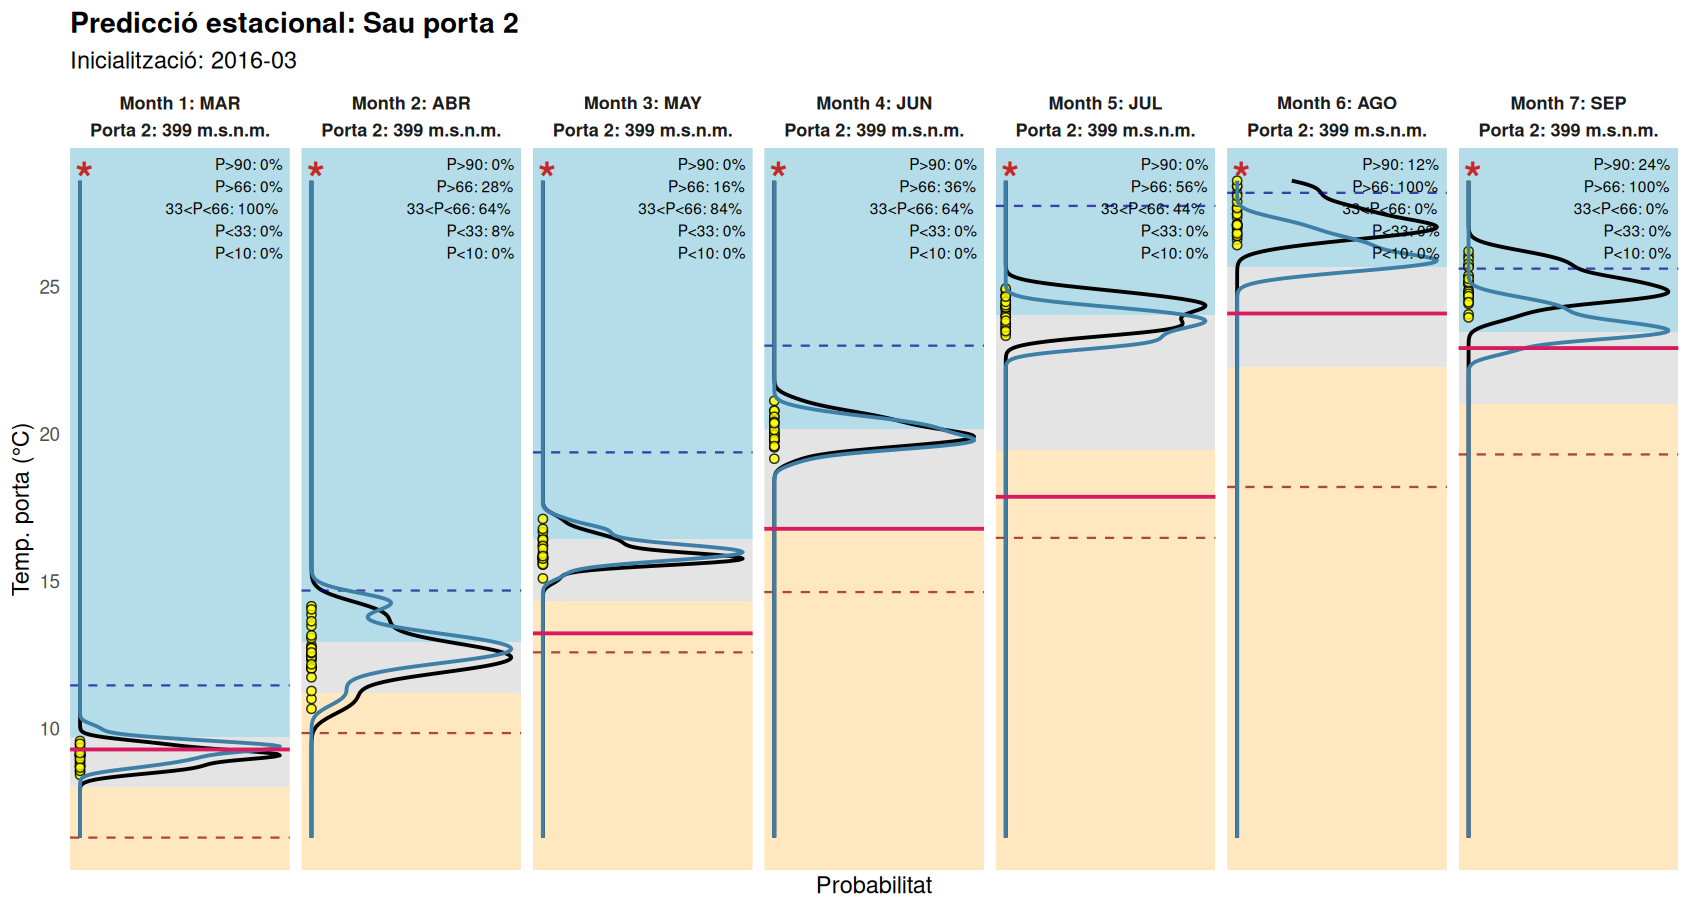 Predicció estacional: Sau porta 2
Inicialització: 2016-03
Month 1: MAR
Porta 2: 399 m.s.n.m.
Month 2: ABR
Porta 2: 399 m.s.n.m.
Month 3: MAY
Porta 2: 399 m.s.n.m.
Month 4: JUN
Porta 2: 399 m.s.n.m.
Month 5: JUL
Porta 2: 399 m.s.n.m.
Month 6: AGO
Porta 2: 399 m.s.n.m.
Month 7: SEP
Porta 2: 399 m.s.n.m.
*
P>90: 0%
P>66: 0%
33<P<66: 100%
P<33: 0%
P<10: 0%
*
P>90: 0%
P>66: 28%
33<P<66: 64%
P<33: 8%
P<10: 0%
*
P>90: 0%
P>66: 16%
33<P<66: 84%
P<33: 0%
P<10: 0%
*
P>90: 0%
P>66: 36%
33<P<66: 64%
P<33: 0%
P<10: 0%
*
P>90: 0%
P>66: 56%
33<P<66: 44%
P<33: 0%
P<10: 0%
*
P>90: 12%
P>66: 100%
33<P<66: 0%
P<33: 0%
P<10: 0%
*
P>90: 24%
P>66: 100%
33<P<66: 0%
P<33: 0%
P<10: 0%
25
20
15
10
Temp. porta (°C)
Probabilitat